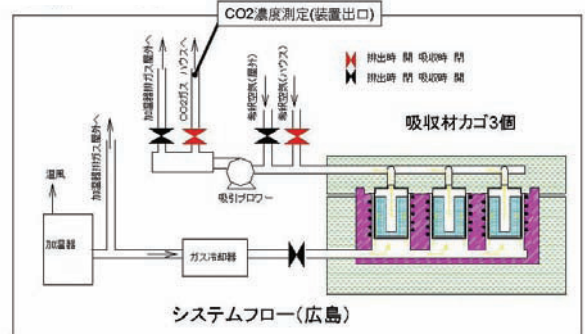 CO2濃度測定(装置出口)
加温器排ガス屋外へ
CO2ガス ハウスへ
希釈空気(屋外)
希釈空気(ハウス)
排出時 開 吸収時 閉
排出時 閉 吸収時 開
吸収材カゴ3個
加温器排ガス屋外へ
吸引ブロワー
温風
加温器
ガス冷却器
システムフロー(広島)